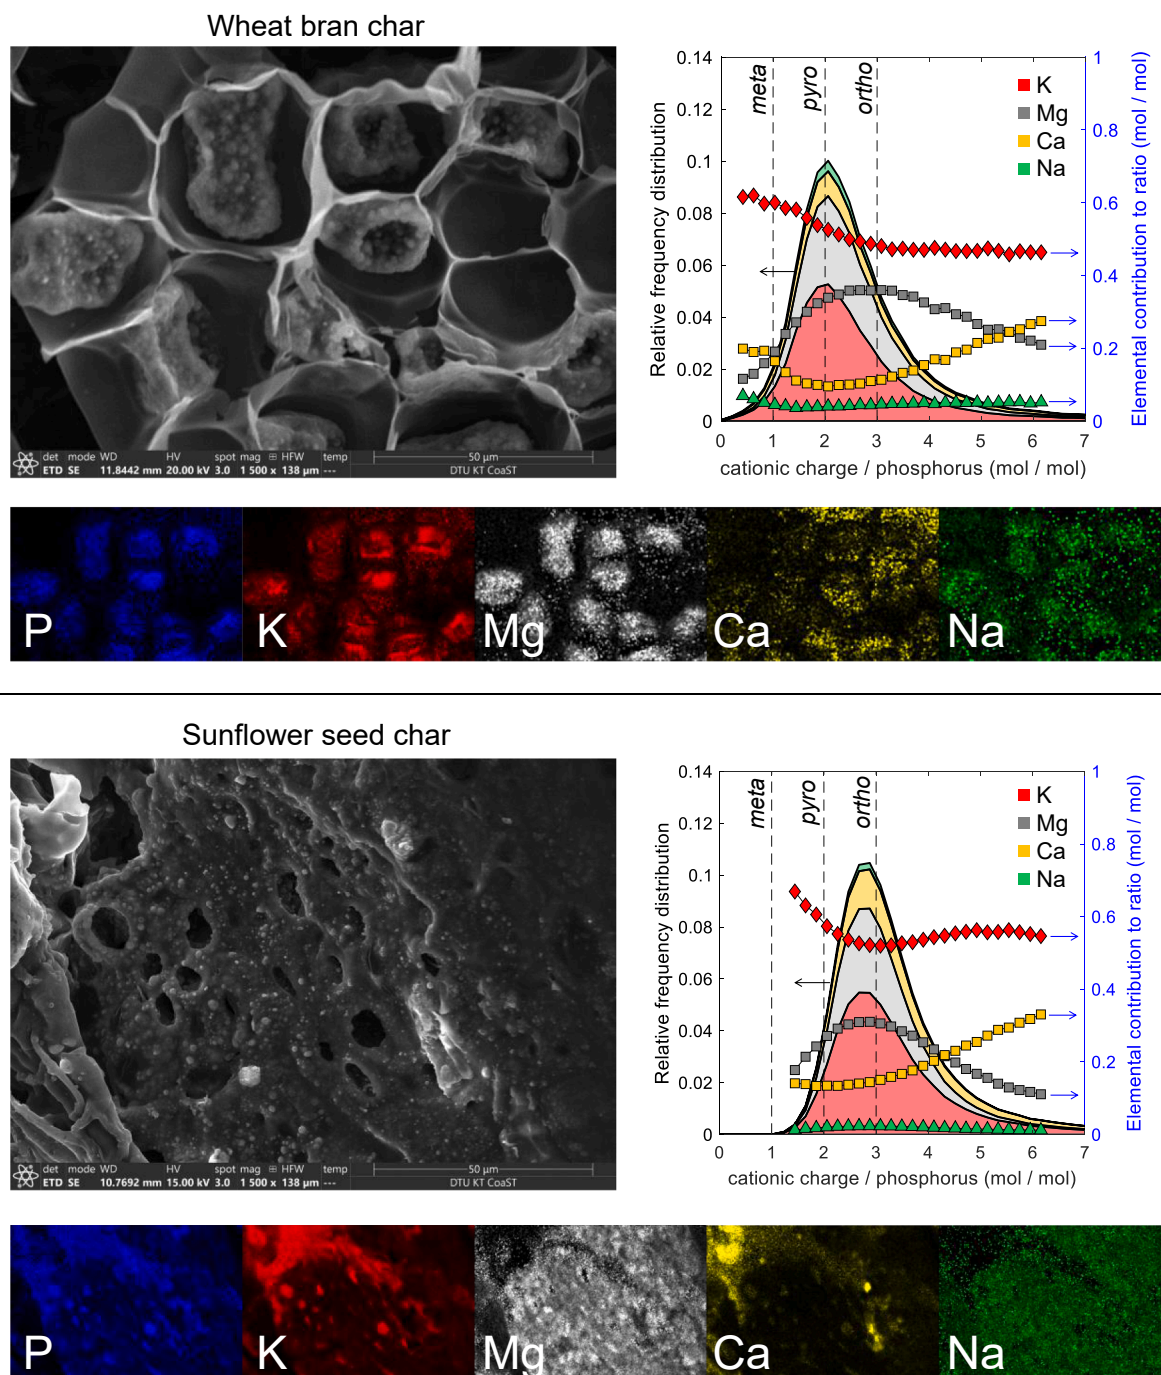 Wheat bran char
det mode WD HV spot mag ⊞ HFW temp
ETD SE 11.8442 mm 20.00 kV 3.0 1 500 x 138 µm ---
50 µm
DTU KT CoaST
Relative frequency distribution
0.14
0.12
0.1
0.08
0.06
0.04
0.02
0
meta
pyro
ortho
K
Mg
Ca
Na
1
0.8
0.6
0.4
0.2
0
Elemental contribution to ratio (mol / mol)
0 1 2 3 4 5 6 7
cationic charge / phosphorus (mol / mol)
P
K
Mg
Ca
Na
Sunflower seed char
det mode WD HV spot mag ⊞ HFW temp
ETD SE 10.7692 mm 15.00 kV 3.0 1 500 x 138 µm ---
50 µm
DTU KT CoaST
Relative frequency distribution
0.14
0.12
0.1
0.08
0.06
0.04
0.02
0
meta
pyro
ortho
K
Mg
Ca
Na
1
0.8
0.6
0.4
0.2
0
Elemental contribution to ratio (mol / mol)
0 1 2 3 4 5 6 7
cationic charge / phosphorus (mol / mol)
P
K
Mg
Ca
Na